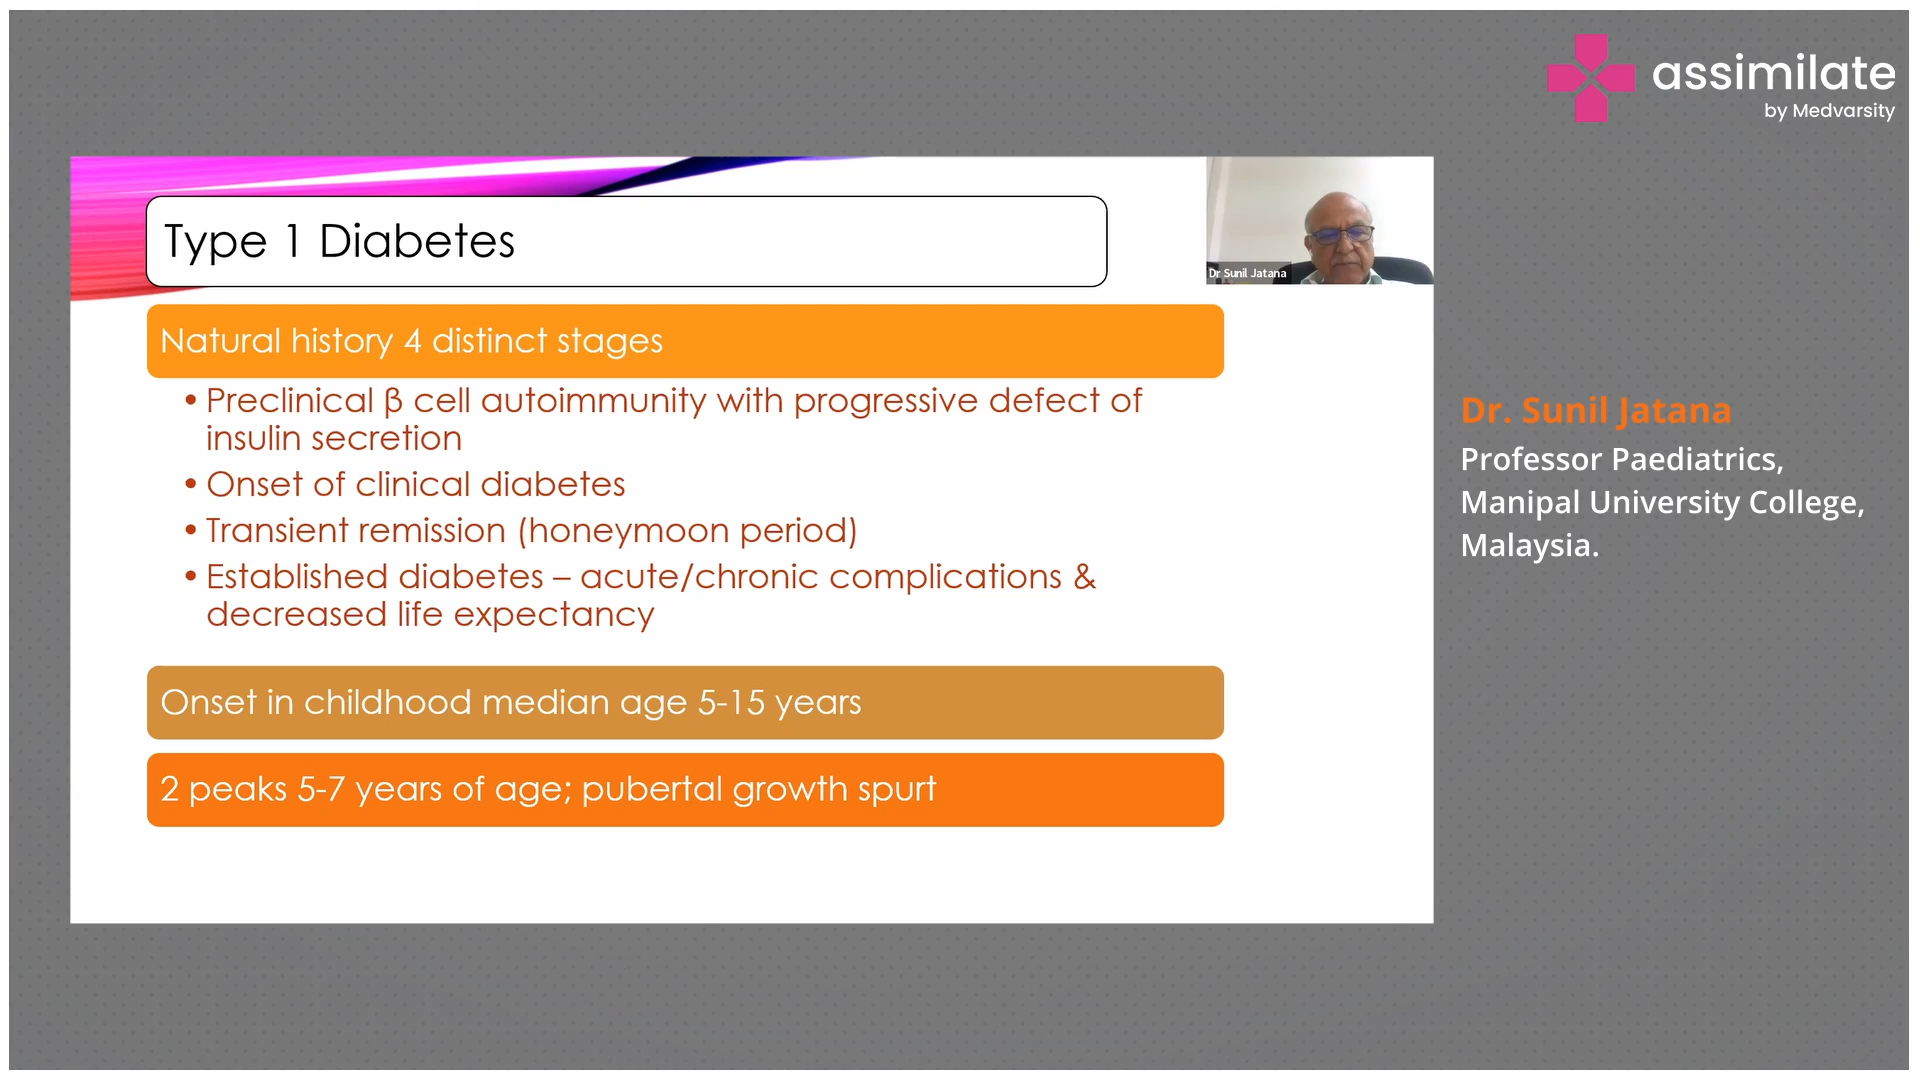 assimilate
by Medvarsity
Type 1 Diabetes
Dr Sunil Jatana
Natural history 4 distinct stages
• Preclinical β cell autoimmunity with progressive defect of
insulin secretion
• Onset of clinical diabetes
• Transient remission (honeymoon period)
• Established diabetes – acute/chronic complications &
decreased life expectancy
Onset in childhood median age 5-15 years
2 peaks 5-7 years of age; pubertal growth spurt
Dr. Sunil Jatana
Professor Paediatrics,
Manipal University College,
Malaysia.